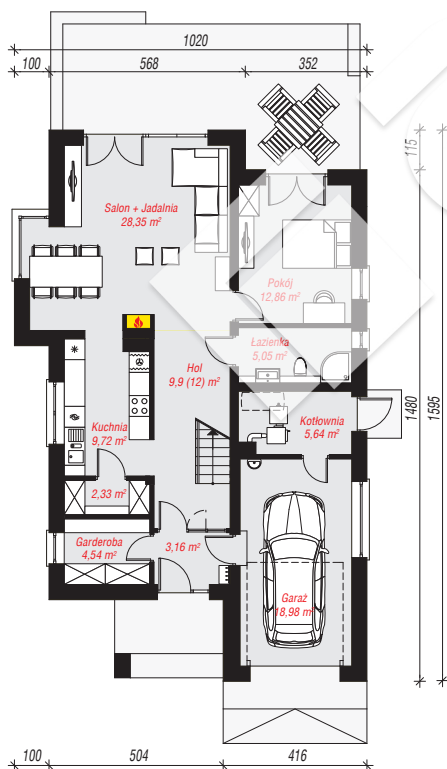 1020
100 568 352
115
Salon + Jadalnia
28,35 m²
Pokój
12,86 m²
Łazienka
5,05 m²
Hol
9,9 (12) m²
Kuchnia
9,72 m²
Kotłownia
5,64 m²
1480
1595
2,33 m²
Garderoba
4,54 m²
3,16 m²
Garaż
18,98 m²
100 504 416